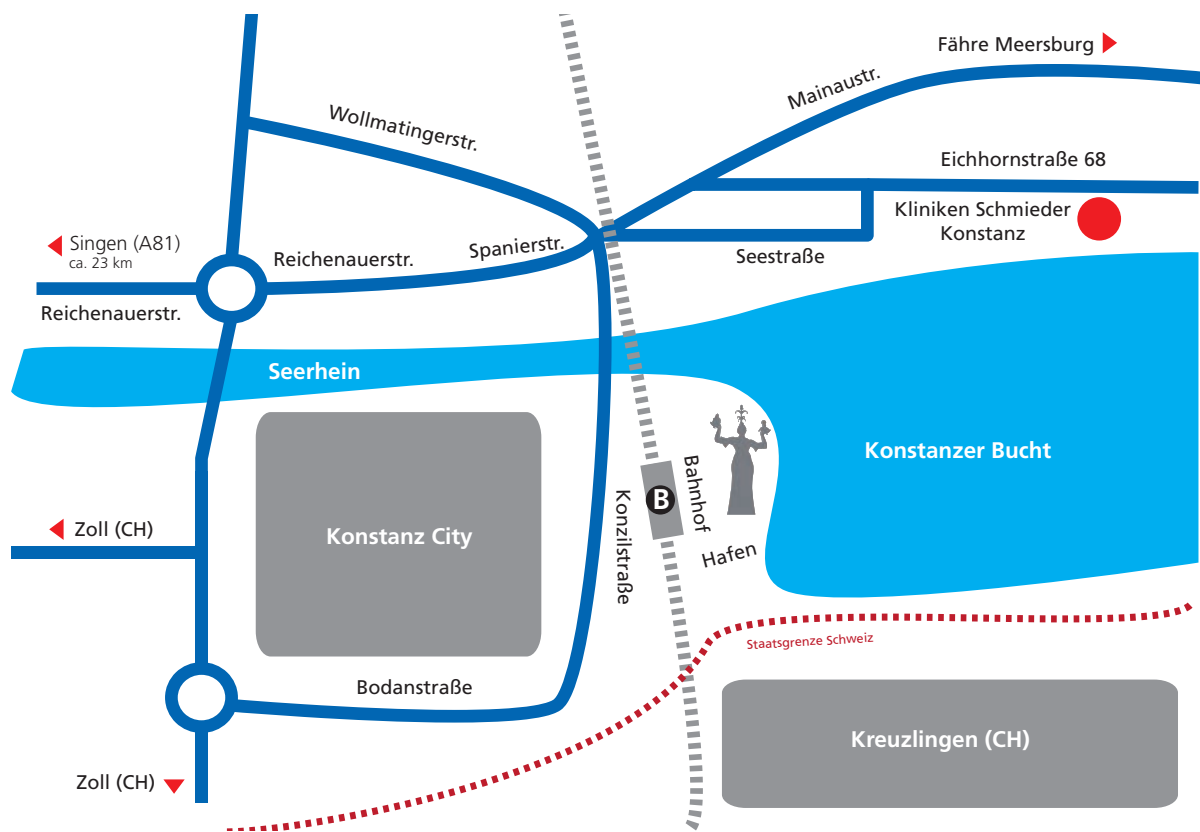 Fähre Meersburg
Mainaustr.
Wollmatingerstr.
Eichhornstraße 68
Kliniken Schmieder
Konstanz
Singen (A81)
ca. 23 km
Reichenauerstr.
Spanierstr.
Seestraße
Reichenauerstr.
Seerhein
Konstanzer Bucht
Bahnhof
B
Zoll (CH)
Konstanz City
Konzilstraße
Hafen
Staatsgrenze Schweiz
Bodanstraße
Kreuzlingen (CH)
Zoll (CH)